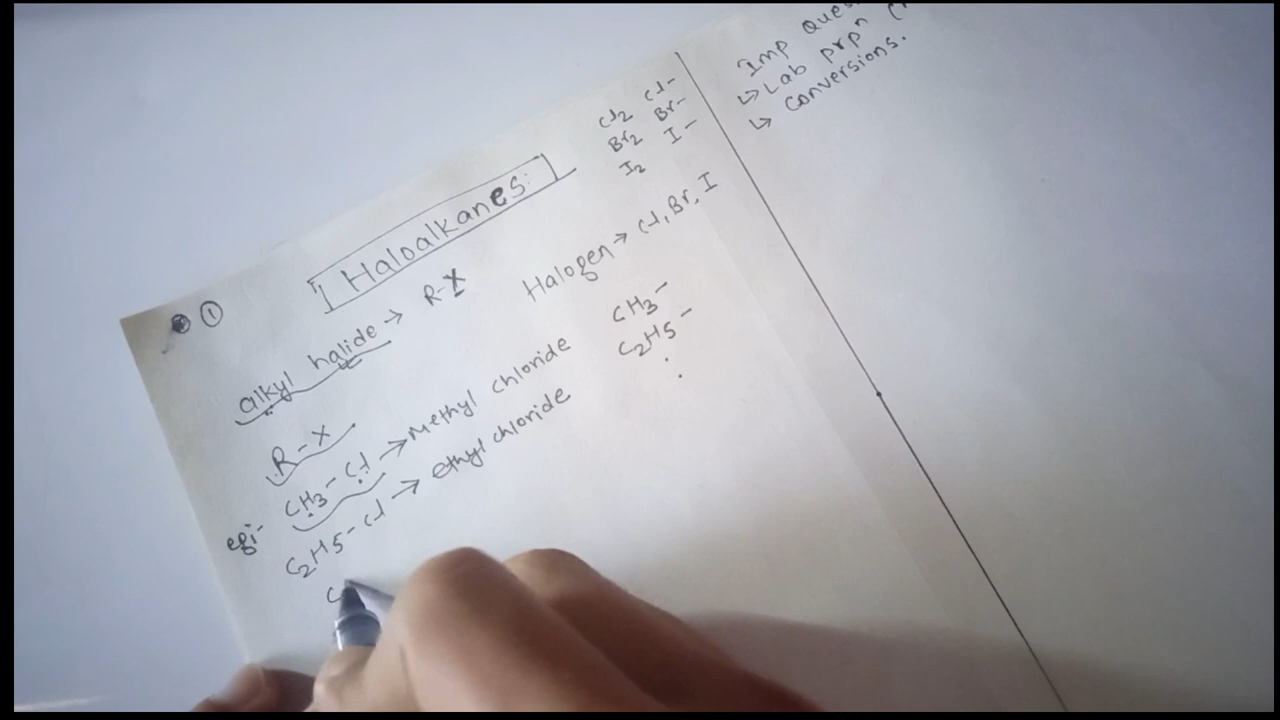 Imp
↳ Lab prpⁿ
↳ conversions.
Cl2 Cl-
Br2 Br-
I2 I-
Haloalkanes:
①
alkyl halide → R-X
Halogen → Cl, Br, I
R-X
CH3-
C2H5-
.
.
eg:- CH3-Cl → Methyl chloride
C2H5-Cl → ethyl chloride
C